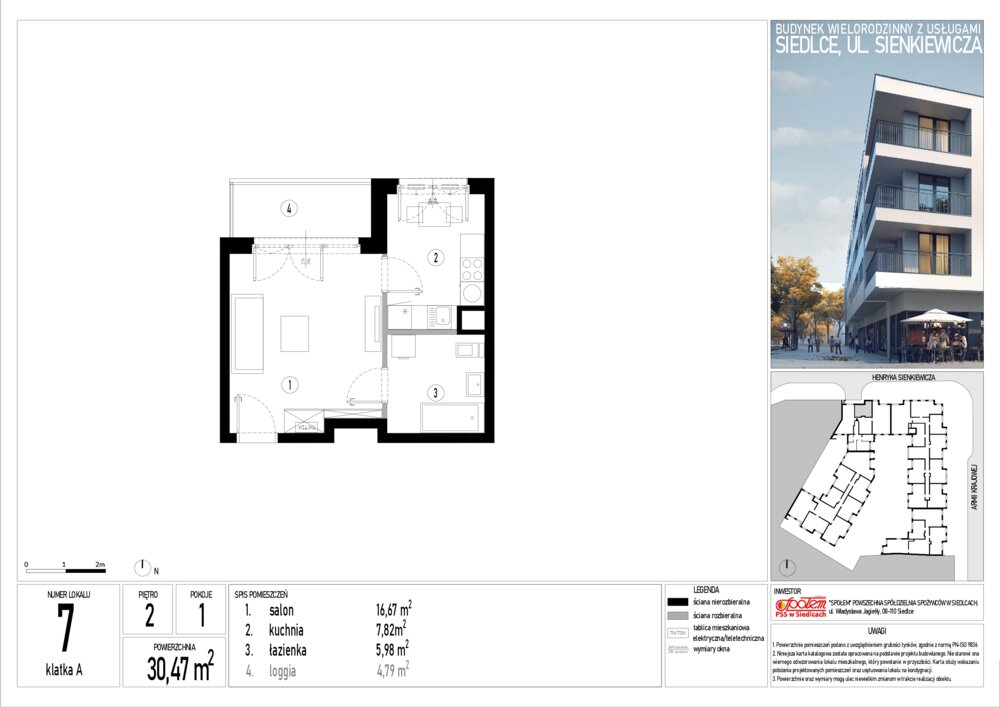 BUDYNEK WIELORODZINNY Z USŁUGAMI
SIEDLCE, UL. SIENKIEWICZA
4
2
1
3
HENRYKA SIENKIEWICZA
ARMII KRAJOWEJ
0 1 2m
N
NUMER LOKALU
7
klatka A
PIĘTRO
2
POKOJE
1
POWIERZCHNIA
30,47 m²
SPIS POMIESZCZEŃ
1. salon 16,67 m²
2. kuchnia 7,82m²
3. łazienka 5,98 m²
4. loggia 4,79 m²
LEGENDA
ściana nierozbieralna
ściana rozbieralna
tablica mieszkaniowa
elektryczna/teletechniczna
wymiary okna
INWESTOR
Społem
PSS w Siedlcach
"SPOŁEM" POWSZECHNA SPÓŁDZIELNIA SPOŻYWCÓW W SIEDLCACH,
ul. Władysława Jagiełły, 08-110 Siedlce
UWAGI
1. Powierzchnie pomieszczeń podano z uwzględnieniem grubości tynków, zgodnie z normą PN-ISO 9836
2. Niniejsza karta katalogowa została opracowana na podstawie projektu budowlanego. Nie stanowi ona
wiernego odwzorowania lokalu mieszkalnego, który powstanie w przyszłości. Karta służy wskazaniu
położenia projektowanych pomieszczeń oraz usytuowania lokalu na kondygnacji.
3. Powierzchnie oraz wymiary mogą ulec niewielkim zmianom w trakcie realizacji obiektu.